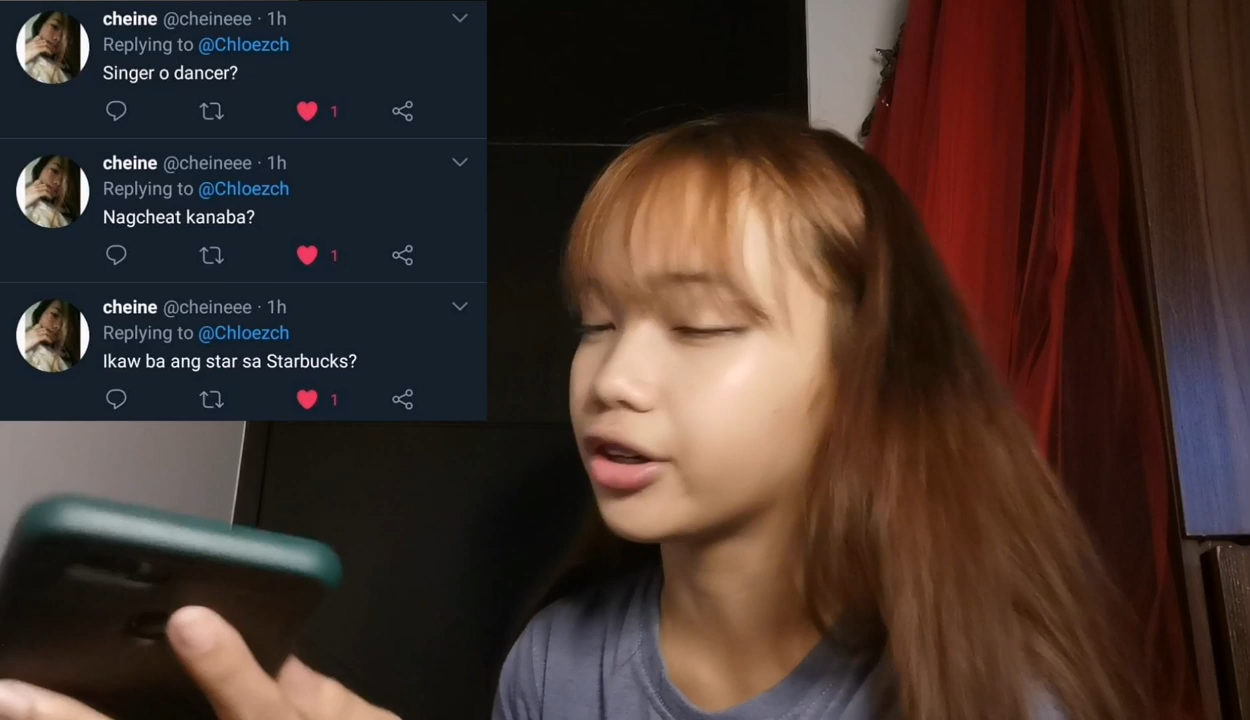 cheine @cheineee · 1h
Replying to @Chloezch
Singer o dancer?
1
cheine @cheineee · 1h
Replying to @Chloezch
Nagcheat kanaba?
1
cheine @cheineee · 1h
Replying to @Chloezch
Ikaw ba ang star sa Starbucks?
1